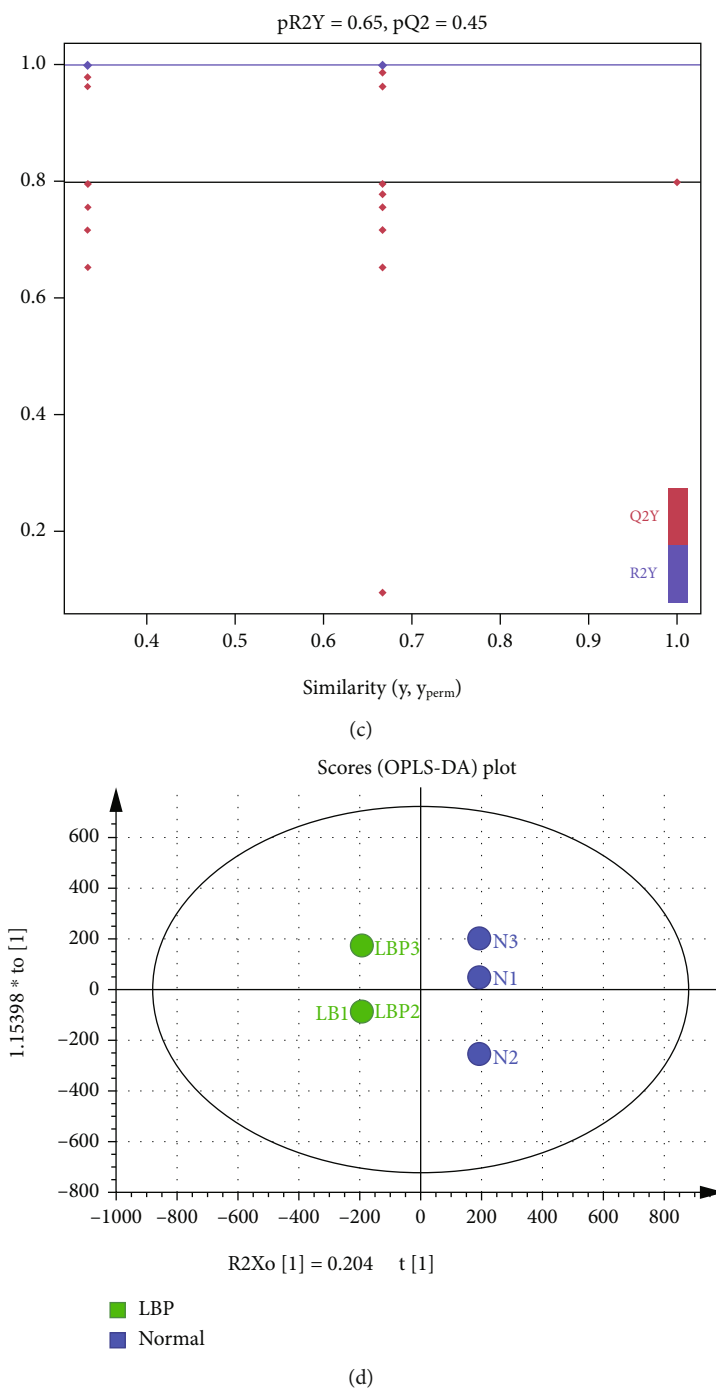 pR2Y = 0.65, pQ2 = 0.45
1.0
0.8
0.6
0.4
0.2
Q2Y
R2Y
0.4 0.5 0.6 0.7 0.8 0.9 1.0
Similarity (y, yperm)
(c)
Scores (OPLS-DA) plot
600
400
200
0
−200
−400
−600
−800
1.15398 * to [1]
LBP3
N3
N1
LB1
LBP2
N2
−1000 −800 −600 −400 −200 0 200 400 600 800
R2Xo [1] = 0.204 t [1]
LBP
Normal
(d)